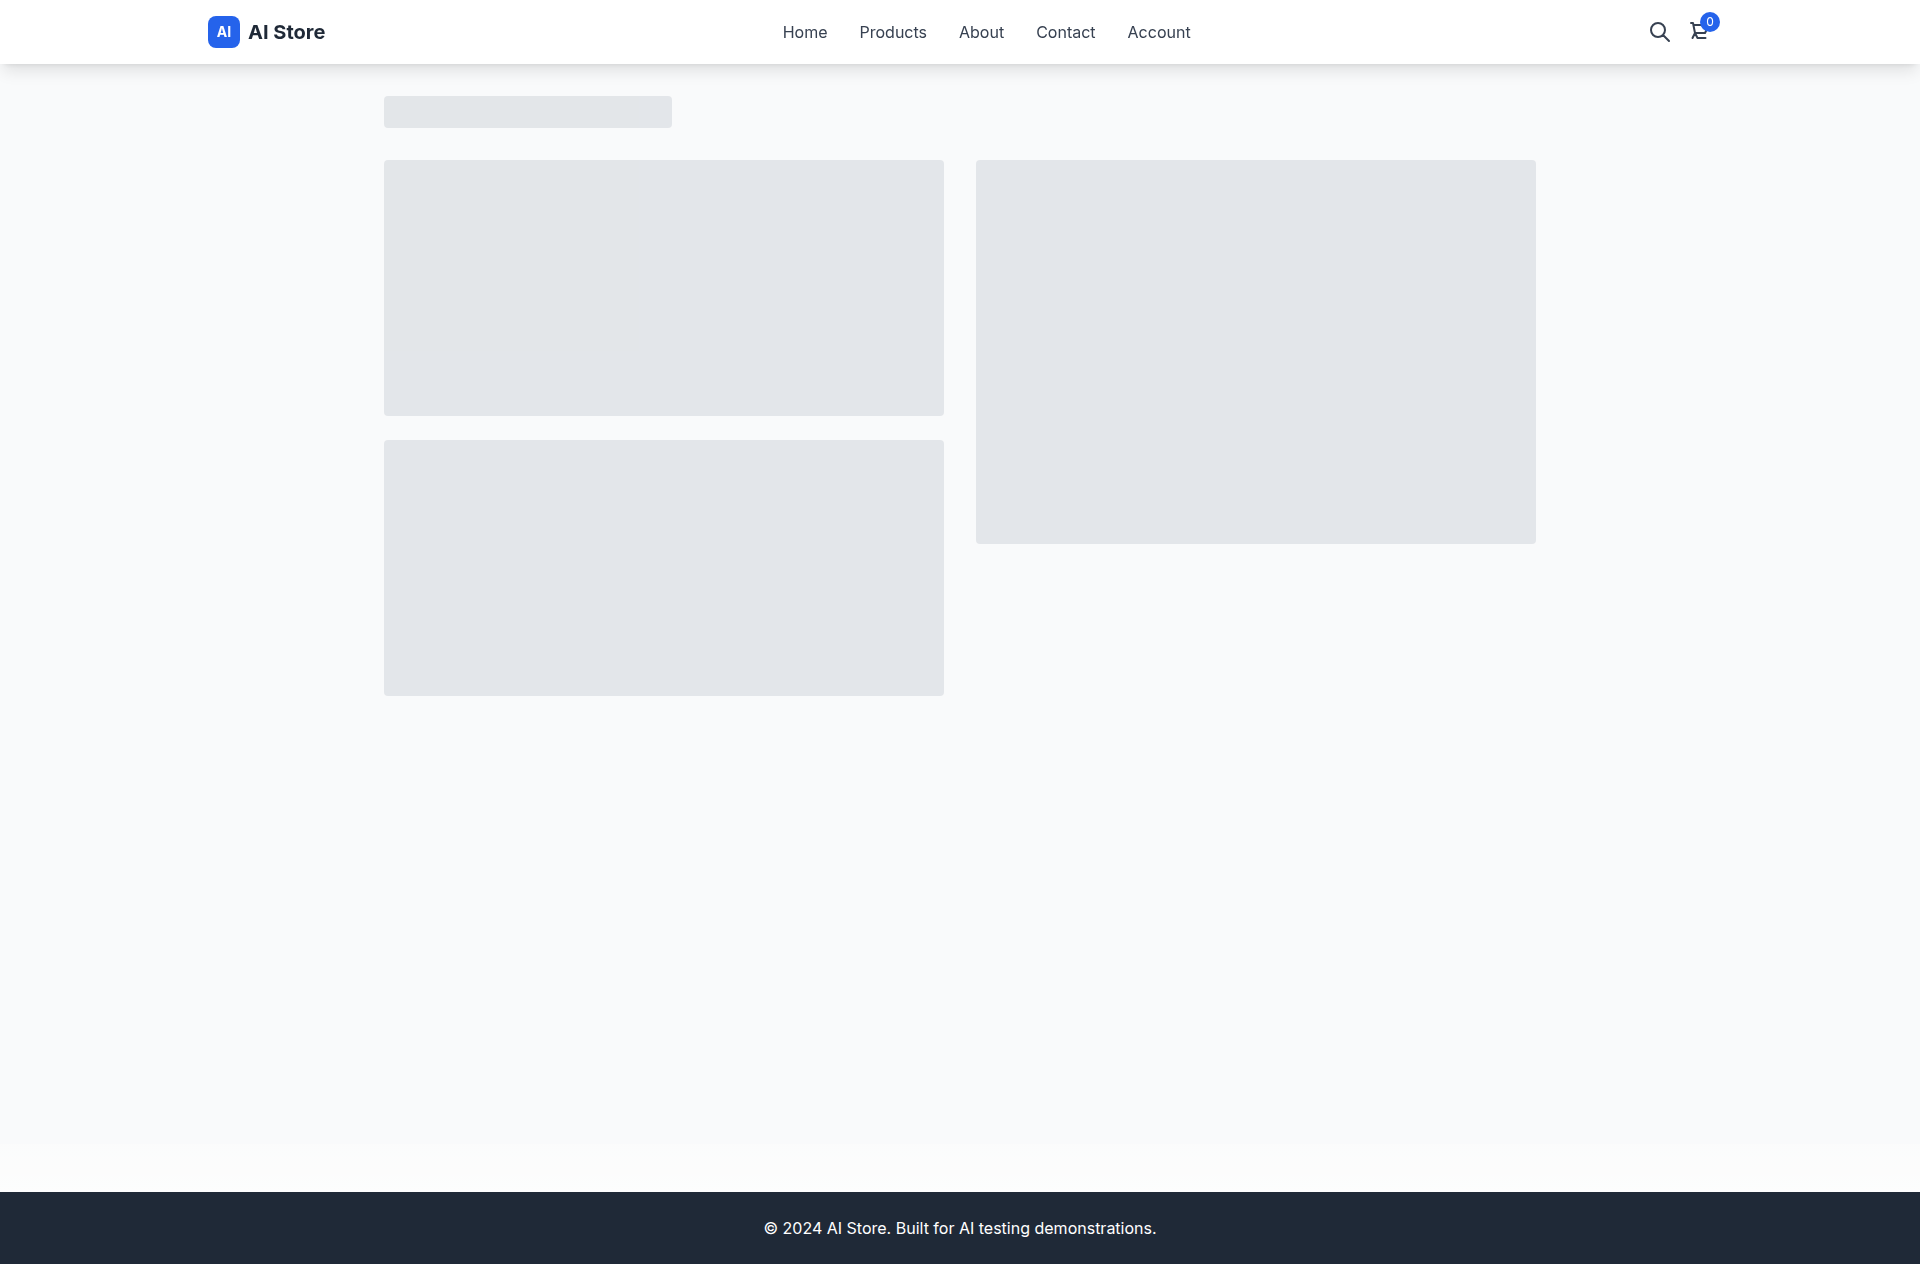 AI AI Store
Home Products About Contact Account
0
© 2024 AI Store. Built for AI testing demonstrations.